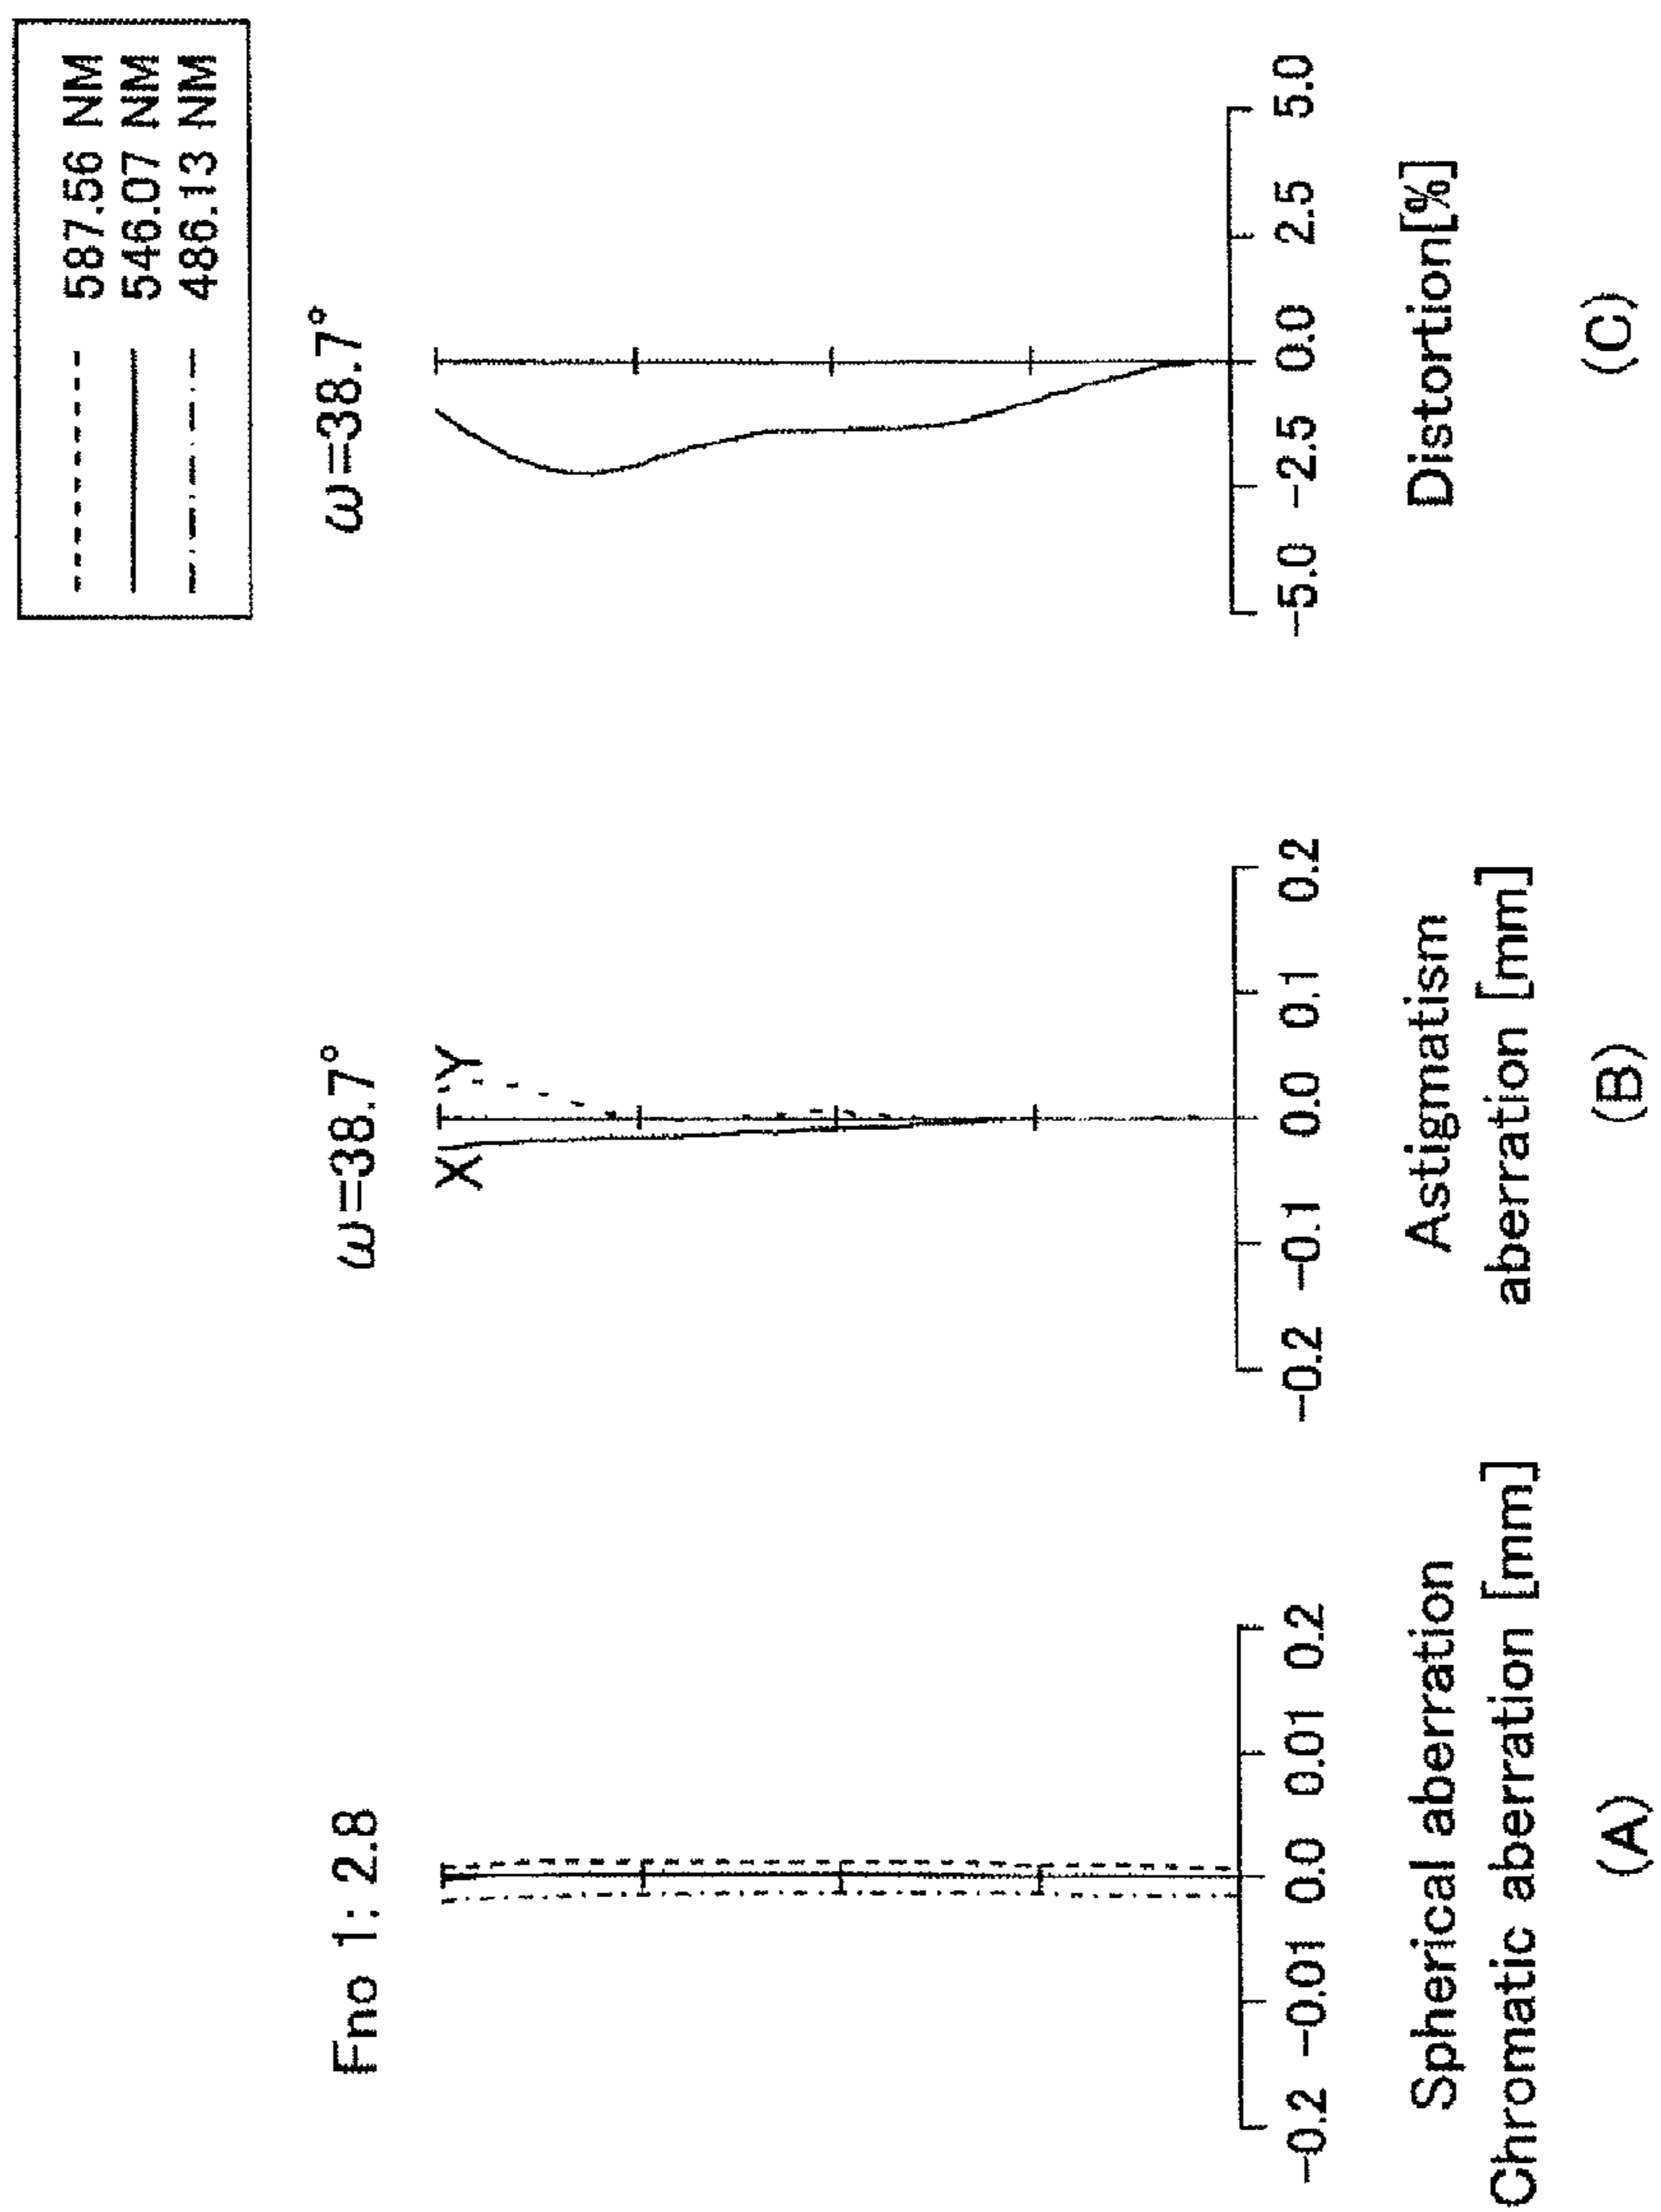 587.56 NM
546.07 NM
486.13 NM
Fno 1: 2.8
-0.2 -0.01 0.0 0.01 0.2
Spherical aberration
Chromatic aberration [mm]
(A)
ω=38.7°
X Y
-0.2 -0.1 0.0 0.1 0.2
Astigmatism
aberration [mm]
(B)
ω=38.7°
-5.0 -2.5 0.0 2.5 5.0
Distortion[%]
(C)